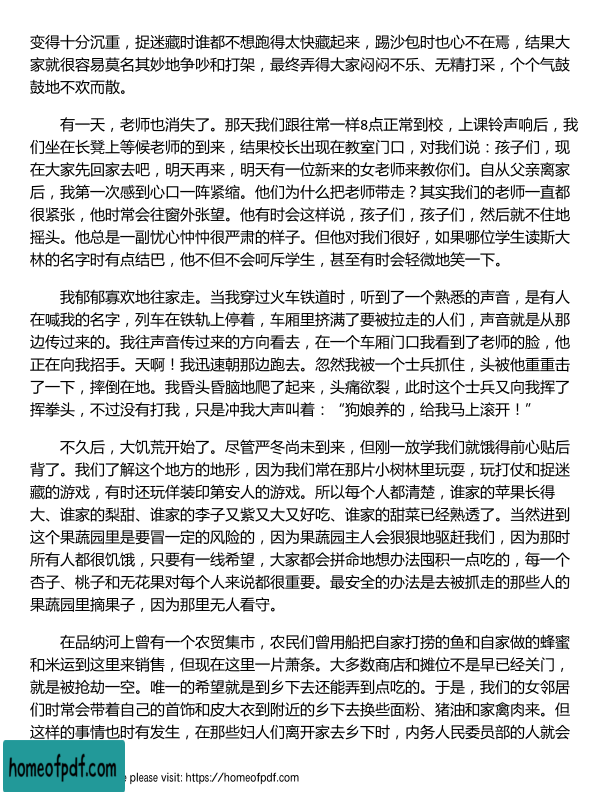 变得十分沉重，捉迷藏时谁都不想跑得太快藏起来，踢沙包时也心不在焉，结果大
家就很容易莫名其妙地争吵和打架，最终弄得大家闷闷不乐、无精打采，个个气鼓
鼓地不欢而散。
有一天，老师也消失了。那天我们跟往常一样8点正常到校，上课铃声响后，我
们坐在长凳上等候老师的到来，结果校长出现在教室门口，对我们说：孩子们，现
在大家先回家去吧，明天再来，明天有一位新来的女老师来教你们。自从父亲离家
后，我第一次感到心口一阵紧缩。他们为什么把老师带走？其实我们的老师一直都
很紧张，他时常会往窗外张望。他有时会这样说，孩子们，孩子们，然后就不住地
摇头。他总是一副忧心忡忡很严肃的样子。但他对我们很好，如果哪位学生读斯大
林的名字时有点结巴，他不但不会呵斥学生，甚至有时会轻微地笑一下。
我郁郁寡欢地往家走。当我穿过火车铁道时，听到了一个熟悉的声音，是有人
在喊我的名字，列车在铁轨上停着，车厢里挤满了要被拉走的人们，声音就是从那
边传过来的。我往声音传过来的方向看去，在一个车厢门口我看到了老师的脸，他
正在向我招手。天啊！我迅速朝那边跑去。忽然我被一个士兵抓住，头被他重重击
了一下，摔倒在地。我昏头昏脑地爬了起来，头痛欲裂，此时这个士兵又向我挥了
挥拳头，不过没有打我，只是冲我大声叫着：“狗娘养的，给我马上滚开！”
不久后，大饥荒开始了。尽管严冬尚未到来，但刚一放学我们就饿得前心贴后
背了。我们了解这个地方的地形，因为我们常在那片小树林里玩耍，玩打仗和捉迷
藏的游戏，有时还玩佯装印第安人的游戏。所以每个人都清楚，谁家的苹果长得
大、谁家的梨甜、谁家的李子又紫又大又好吃、谁家的甜菜已经熟透了。当然进到
这个果蔬园里是要冒一定的风险的，因为果蔬园主人会狠狠地驱赶我们，因为那时
所有人都很饥饿，只要有一线希望，大家都会拼命地想办法囤积一点吃的，每一个
杏子、桃子和无花果对每个人来说都很重要。最安全的办法是去被抓走的那些人的
果蔬园里摘果子，因为那里无人看守。
在品纳河上曾有一个农贸集市，农民们曾用船把自家打捞的鱼和自家做的蜂蜜
和米运到这里来销售，但现在这里一片萧条。大多数商店和摊位不是早已经关门，
就是被抢劫一空。唯一的希望就是到乡下去还能弄到点吃的。于是，我们的女邻居
们时常会带着自己的首饰和皮大衣到附近的乡下去换些面粉、猪油和家禽肉来。但
这样的事情也时有发生，在那些妇人们离开家去乡下时，内务人民委员部的人就会
homeofpdf.com
e please visit: https://homeofpdf.com